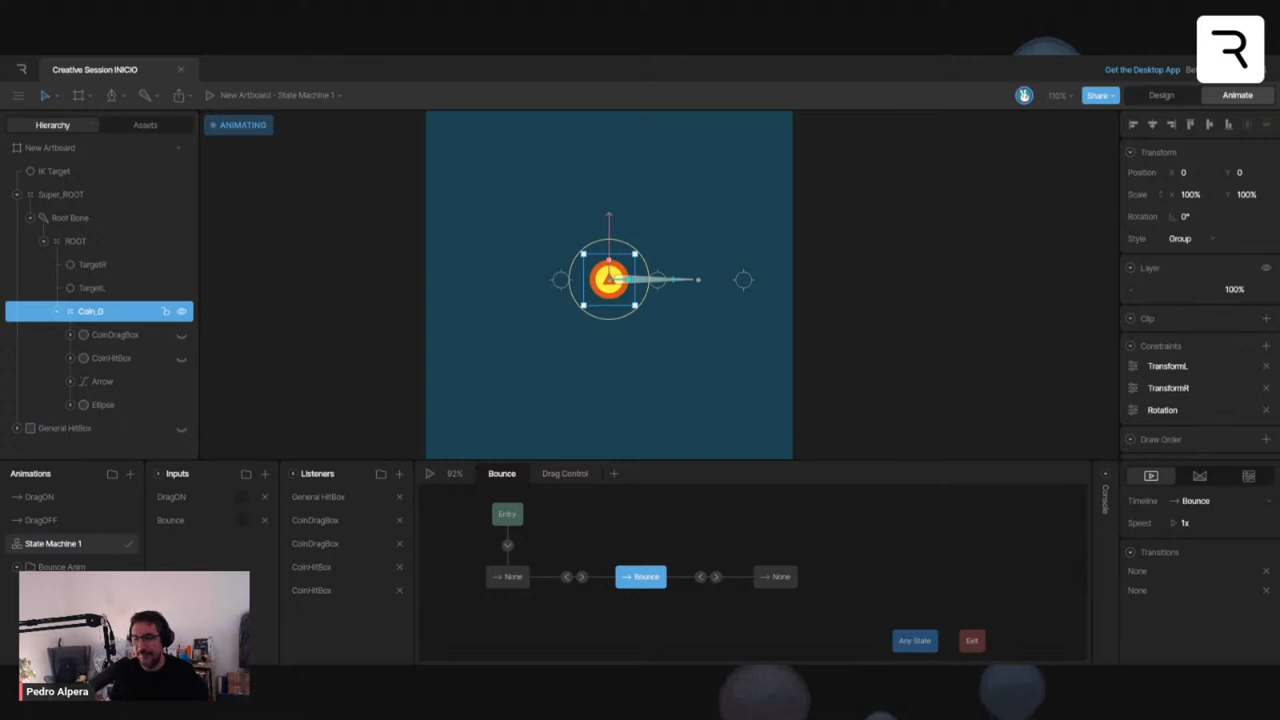 Creative Session INICIO
Get the Desktop App
New Artboard - State Machine 1
110%
Share
Design
Animate
Hierarchy
Assets
ANIMATING
New Artboard
IK Target
Super_ROOT
Root Bone
ROOT
TargetR
TargetL
Coin_G
CoinDragBox
CoinHitBox
Arrow
Ellipse
General HitBox
Transform
Position X 0 Y 0
Scale X 100% Y 100%
Rotation 0°
Style Group
Layer
100%
Clip
Constraints
TransformL
TransformR
Rotation
Draw Order
Animations
DragON
DragOFF
State Machine 1
Bounce Anim
Inputs
DragON
Bounce
Listeners
General HitBox
CoinDragBox
CoinDragBox
CoinHitBox
CoinHitBox
92%
Bounce
Drag Control
Entry
None
Bounce
None
Any State
Exit
Console
Timeline Bounce
Speed 1x
Transitions
None
None
Pedro Alpera